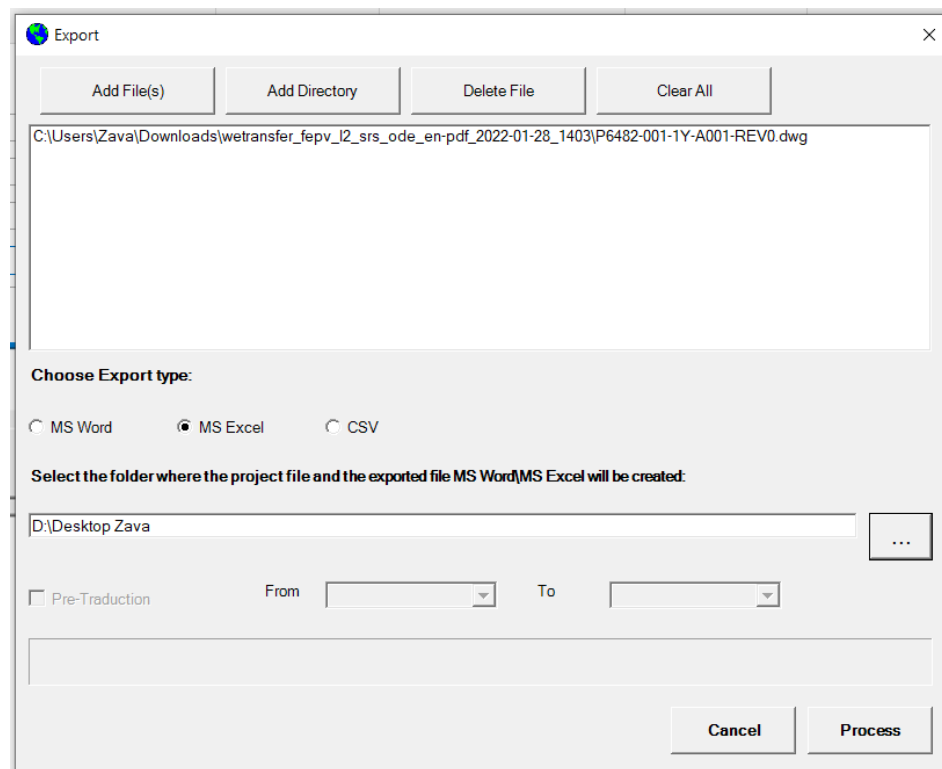 Export
Add File(s) Add Directory Delete File Clear All
C:\Users\Zava\Downloads\wetransfer_fepv_l2_srs_ode_en-pdf_2022-01-28_1403\P6482-001-1Y-A001-REV0.dwg
Choose Export type:
MS Word MS Excel CSV
Select the folder where the project file and the exported file MS Word\MS Excel will be created:
D:\Desktop Zava
...
Pre-Traduction From To
Cancel Process